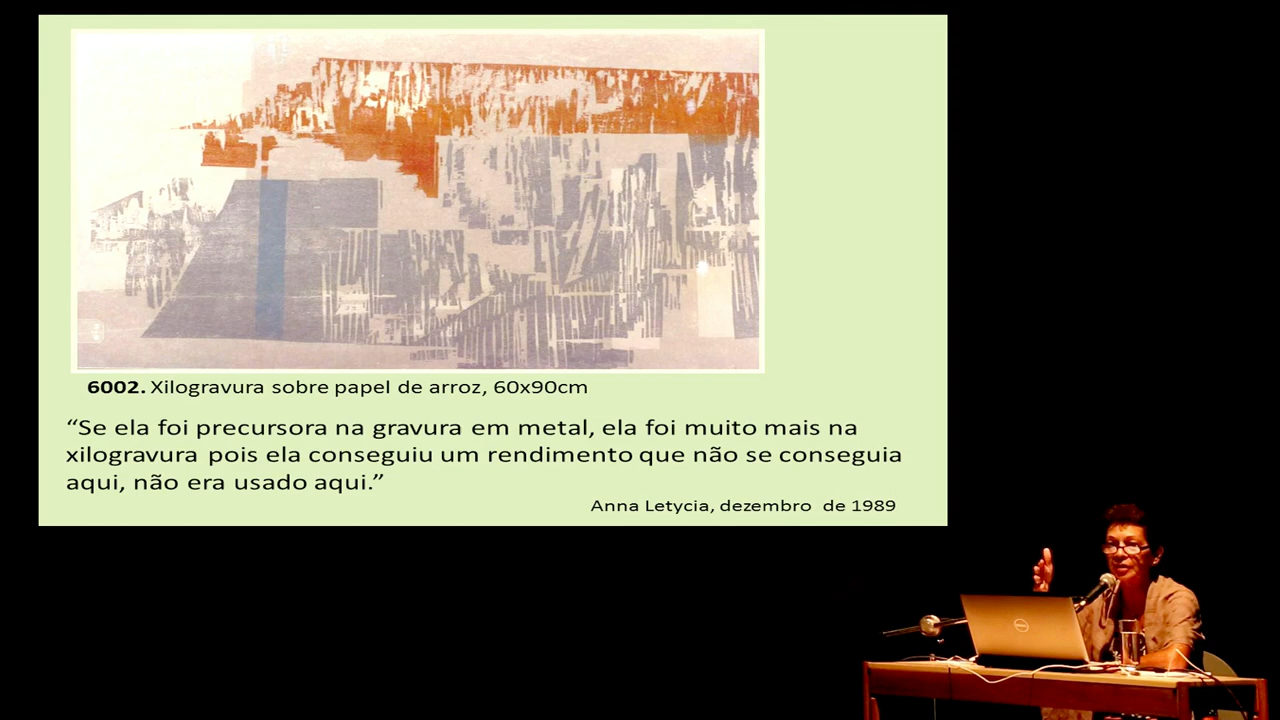 6002. Xilogravura sobre papel de arroz, 60x90cm
“Se ela foi precursora na gravura em metal, ela foi muito mais na
xilogravura pois ela conseguiu um rendimento que não se conseguia
aqui, não era usado aqui.”
Anna Letycia, dezembro de 1989
DELL